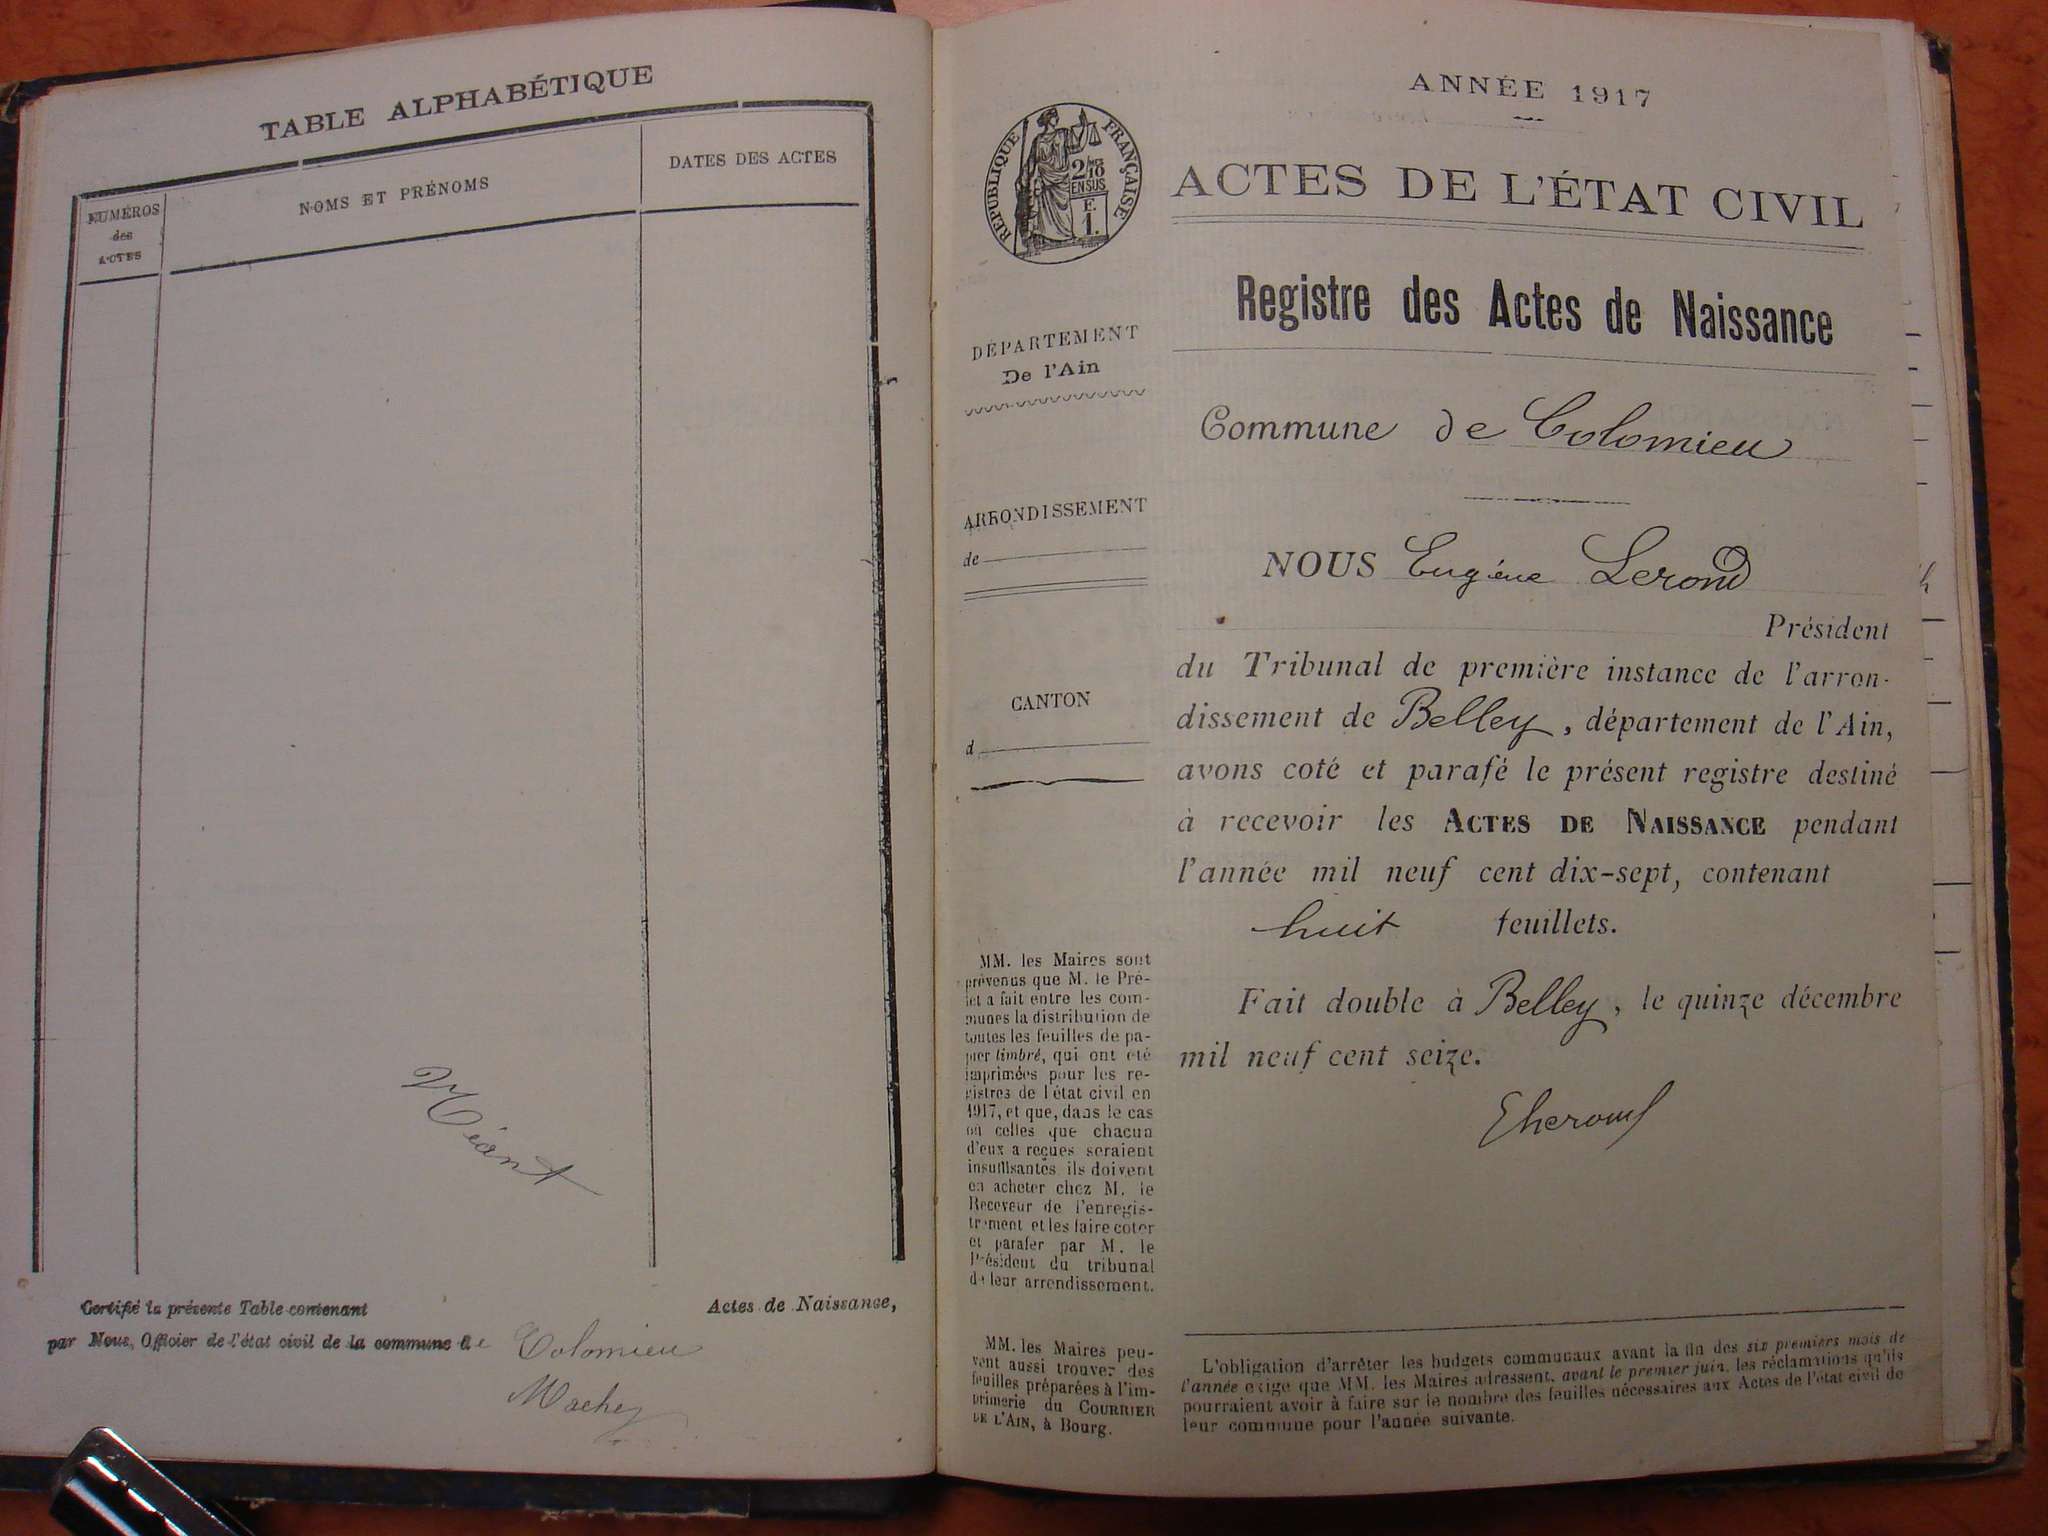 TABLE ALPHABÉTIQUE
NUMÉROS
des
ACTES
NOMS ET PRÉNOMS
DATES DES ACTES
Néant
Certifié la présente Table contenant Actes de Naissance,
par Nous, Officier de l'état civil de la commune de Colomieu
ANNÉE 1917
RÉPUBLIQUE FRANÇAISE
2/10
EN SUS
E.
1.
ACTES DE L'ÉTAT CIVIL
Registre des Actes de Naissance
DÉPARTEMENT
De l'Ain
ARRONDISSEMENT
de
CANTON
d
MM. les Maires sont
prévenus que M. le Pré-
fet a fait entre les com-
munes la distribution de
toutes les feuilles de pa-
pier timbré, qui ont été
imprimées pour les re-
gistres de l'état civil en
1917, et que, dans le cas
où celles que chacun
d'eux a reçues seraient
insuffisantes, ils doivent
en acheter chez M. le
Receveur de l'enregis-
trement et les faire coter
et parafer par M. le
Président du tribunal
de leur arrondissement.
MM. les Maires peu-
vent aussi trouver des
feuilles préparées à l'im-
primerie du COURRIER
DE L'AIN, à Bourg.
Commune de Colomieu
NOUS Eugène Lerond
Président
du Tribunal de première instance de l'arron-
dissement de Belley, département de l'Ain,
avons coté et parafé le présent registre destiné
à recevoir les ACTES DE NAISSANCE pendant
l'année mil neuf cent dix-sept, contenant
huit feuillets.
Fait double à Belley, le quinze décembre
mil neuf cent seize.
L'obligation d'arrêter les budgets communaux avant la fin des six premiers mois de
l'année exige que MM. les Maires adressent, avant le premier juin, les réclamations qu'ils
pourraient avoir à faire sur le nombre des feuilles nécessaires aux Actes de l'état civil de
leur commune pour l'année suivante.